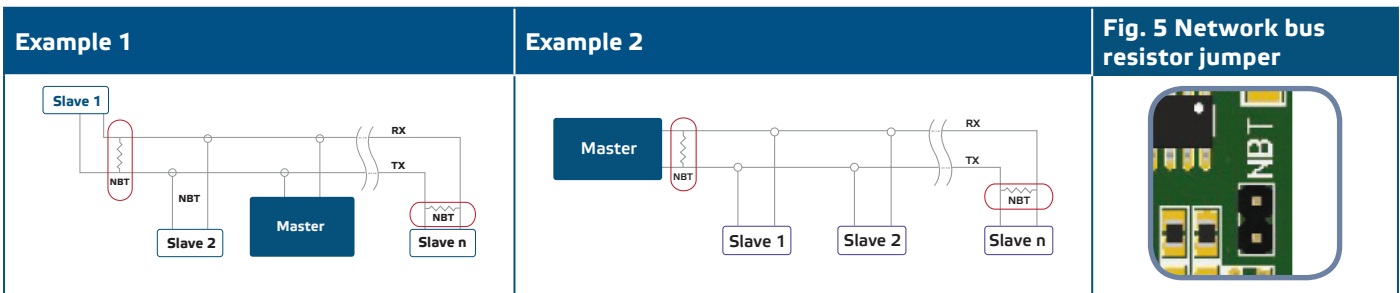 Example 1
Example 2
Fig. 5 Network bus
resistor jumper
Slave 1
RX
TX
NBT
NBT
Slave 2
Master
NBT
Slave n
Master
RX
TX
NBT
Slave 1
Slave 2
NBT
Slave n
NBT